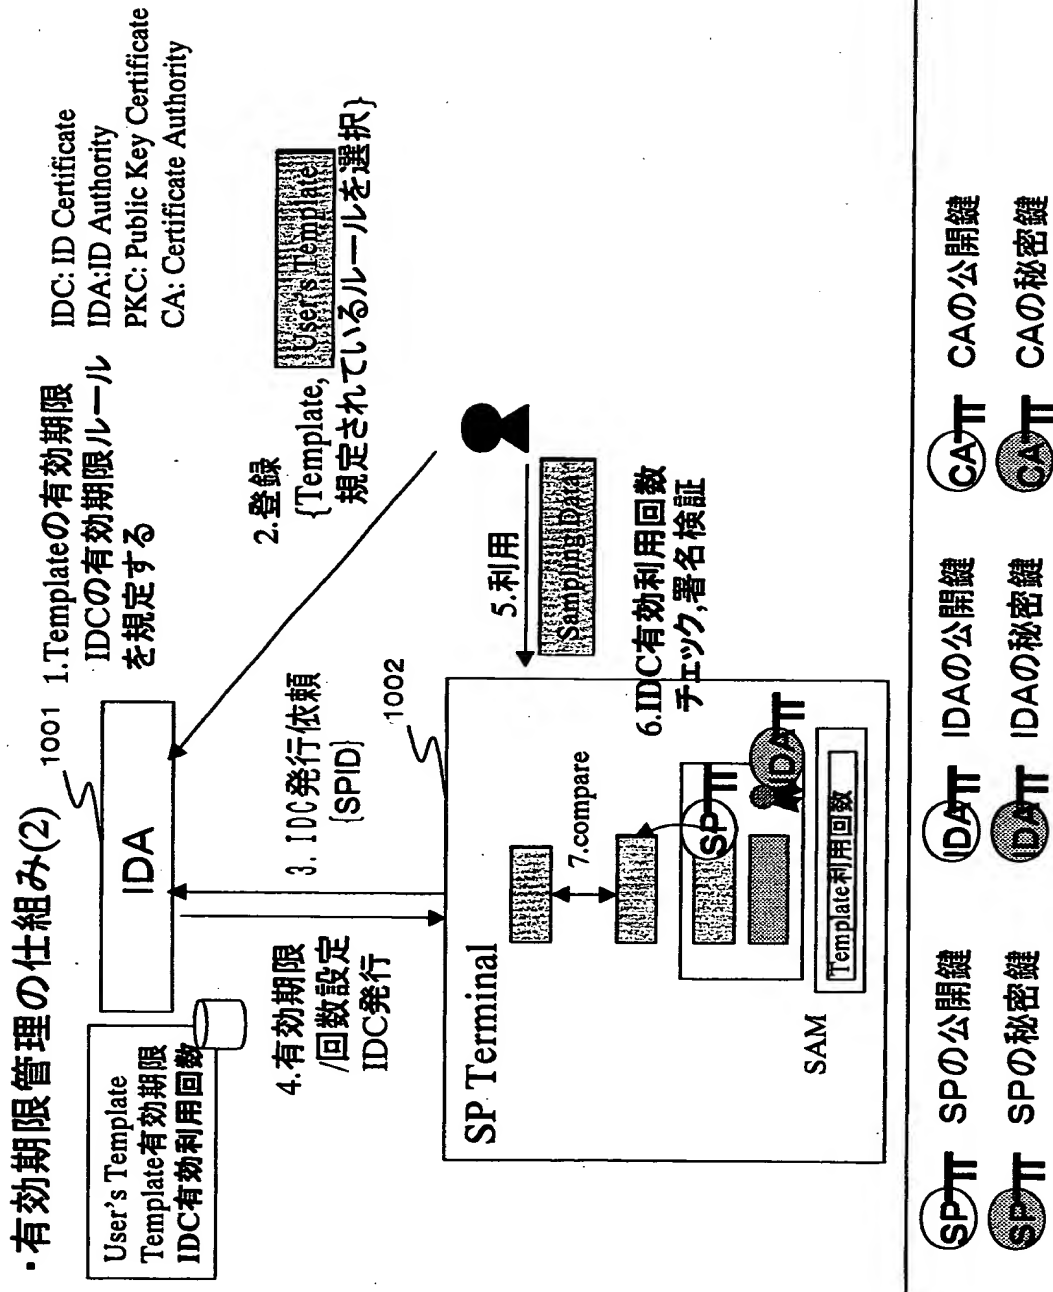 ・有効期限管理の仕組み(2)
IDC: ID Certificate
IDA:ID Authority
PKC: Public Key Certificate
CA: Certificate Authority
1001
1.Templateの有効期限
IDCの有効期限ルール
を規定する
IDA
User's Template
Template有効期限
IDC有効利用回数
2.登録
{Template,
User's Template
規定されているルールを選択}
3. IDC発行依頼
{SPID}
4.有効期限
/回数設定
IDC発行
1002
SP Terminal
5.利用
Sampling Data
6.IDC有効利用回数
チェック,署名検証
7.compare
SP
IDA
SAM
Template利用回数
SP SPの公開鍵
IDA IDAの公開鍵
CA CAの公開鍵
SP SPの秘密鍵
IDA IDAの秘密鍵
CA CAの秘密鍵